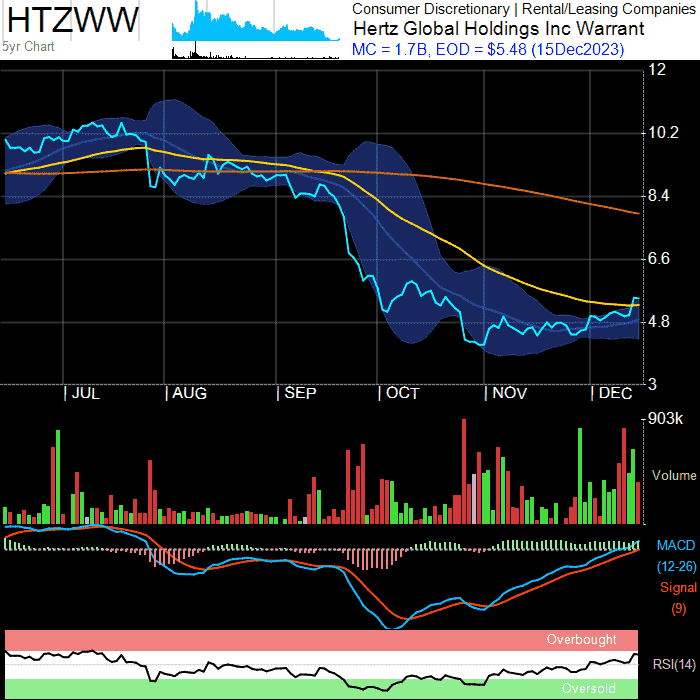 HTZWW
5yr Chart
Consumer Discretionary | Rental/Leasing Companies
Hertz Global Holdings Inc Warrant
MC = 1.7B, EOD = $5.48 (15Dec2023)
12
10.2
8.4
6.6
4.8
3
JUL AUG SEP OCT NOV DEC
903k
Volume
MACD
(12-26)
Signal
(9)
Overbought
RSI(14)
Oversold